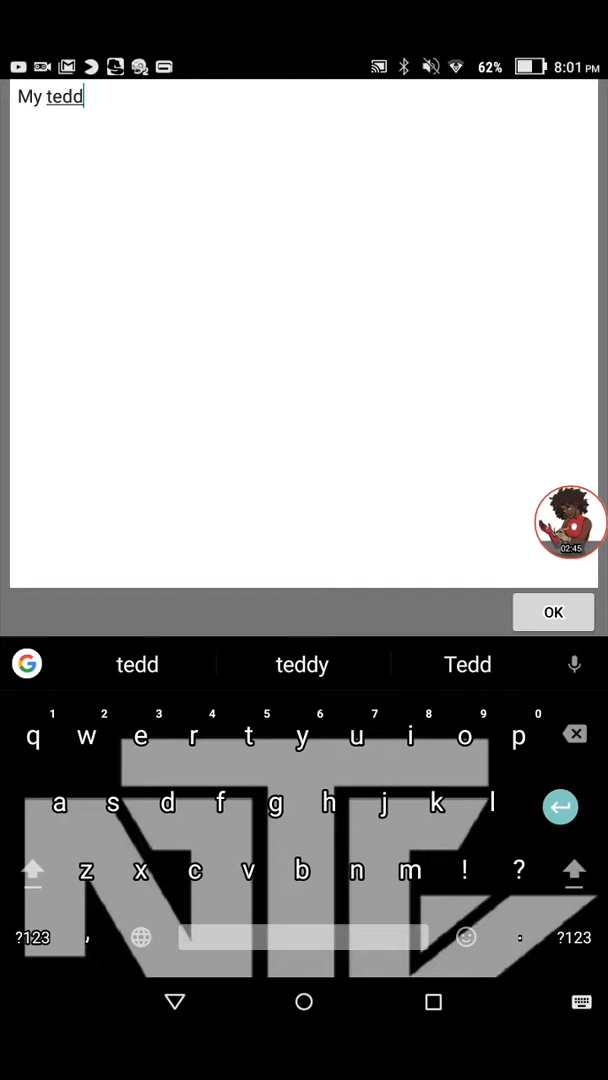 62% 8:01 PM
My tedd
02:45
OK
G tedd teddy Tedd
1 2 3 4 5 6 7 8 9 0
q w e r t y u i o p
a s d f g h j k l
z x c v b n m ! ?
?123 , . ?123
NTG